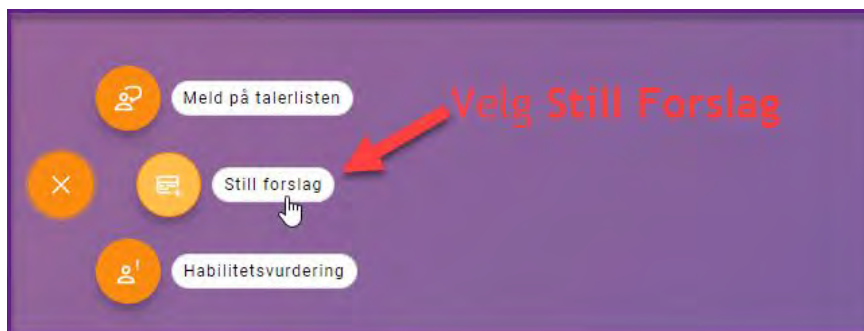 Meld på talerlisten
Velg Still Forslag
Still forslag
Habilitetsvurdering